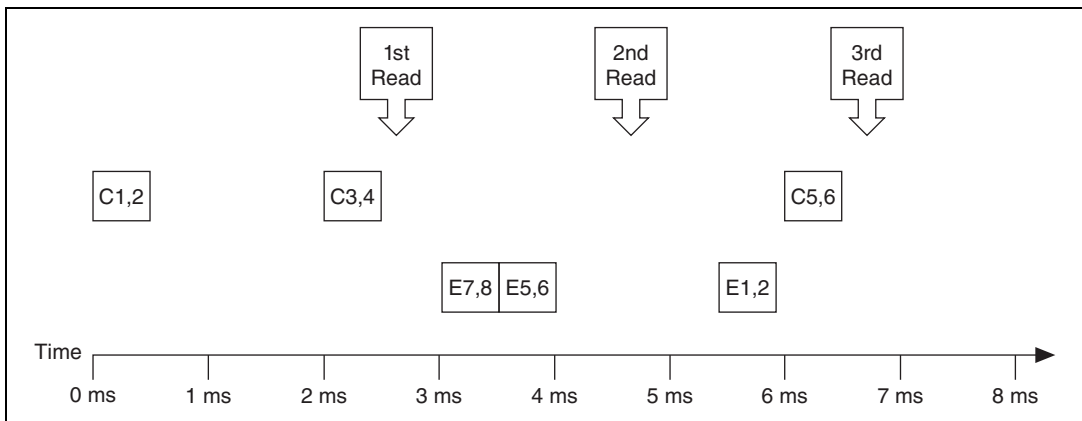 1st
Read
2nd
Read
3rd
Read
C1,2
C3,4
C5,6
E7,8
E5,6
E1,2
Time
0 ms
1 ms
2 ms
3 ms
4 ms
5 ms
6 ms
7 ms
8 ms